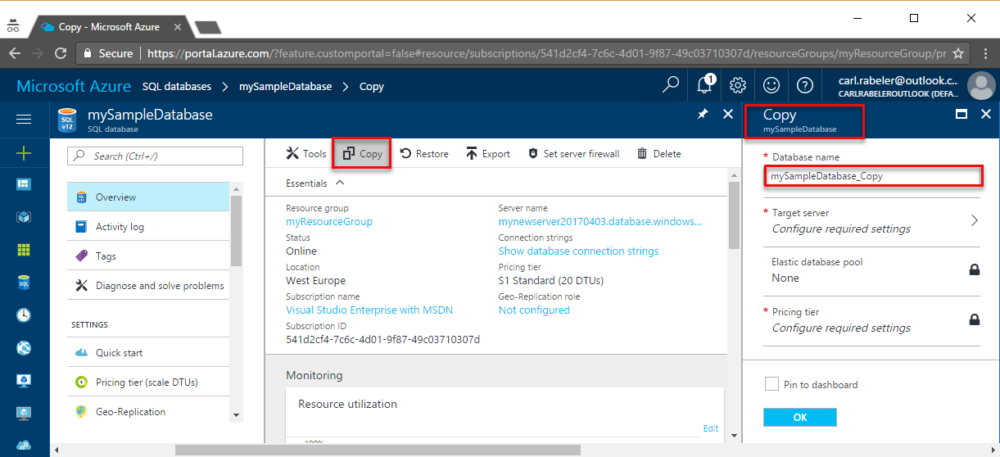 Copy - Microsoft Azure
Secure https://portal.azure.com/?feature.customportal=false#resource/subscriptions/541d2cf4-7c6c-4d01-9f87-49c03710307d/resourceGroups/myResourceGroup/pr
Microsoft Azure SQL databases > mySampleDatabase > Copy
1
carl.rabeler@outlook.c...
CARLRABELEROUTLOOK (DEFA...
SQL
v12
mySampleDatabase
SQL database
Search (Ctrl+/)
Overview
Activity log
Tags
Diagnose and solve problems
SETTINGS
Quick start
Pricing tier (scale DTUs)
Geo-Replication
SQL
Tools Copy Restore Export Set server firewall Delete
Essentials
Resource group
myResourceGroup
Status
Online
Location
West Europe
Subscription name
Visual Studio Enterprise with MSDN
Subscription ID
541d2cf4-7c6c-4d01-9f87-49c03710307d
Server name
mynewserver20170403.database.windows...
Connection strings
Show database connection strings
Pricing tier
S1 Standard (20 DTUs)
Geo-Replication role
Not configured
Monitoring
Resource utilization
Edit
100%
Copy
mySampleDatabase
* Database name
mySampleDatabase_Copy
* Target server
Configure required settings
Elastic database pool
None
* Pricing tier
Configure required settings
Pin to dashboard
OK